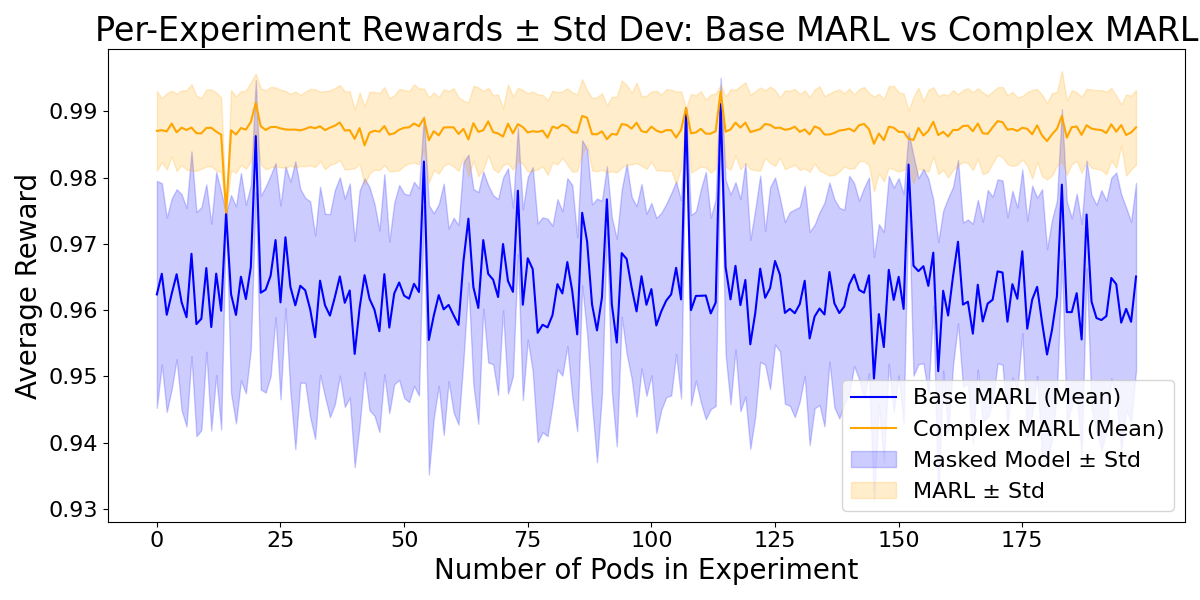 Per-Experiment Rewards ± Std Dev: Base MARL vs Complex MARL
Average Reward
0.99
0.98
0.97
0.96
0.95
0.94
0.93
0 25 50 75 100 125 150 175
Number of Pods in Experiment
Base MARL (Mean)
Complex MARL (Mean)
Masked Model ± Std
MARL ± Std